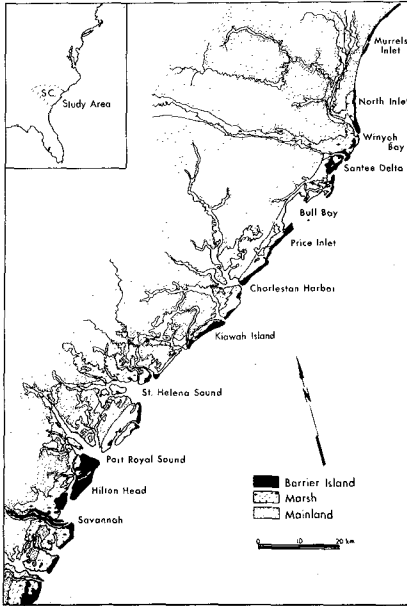 S.C.
Study Area
Murrels
Inlet
North Inlet
Winyah
Bay
Santee Delta
Bull Bay
Price Inlet
Charleston Harbor
Kiawah Island
St. Helena Sound
Port Royal Sound
Hilton Head
Savannah
N
Barrier Island
Marsh
Mainland
0 10 20 km